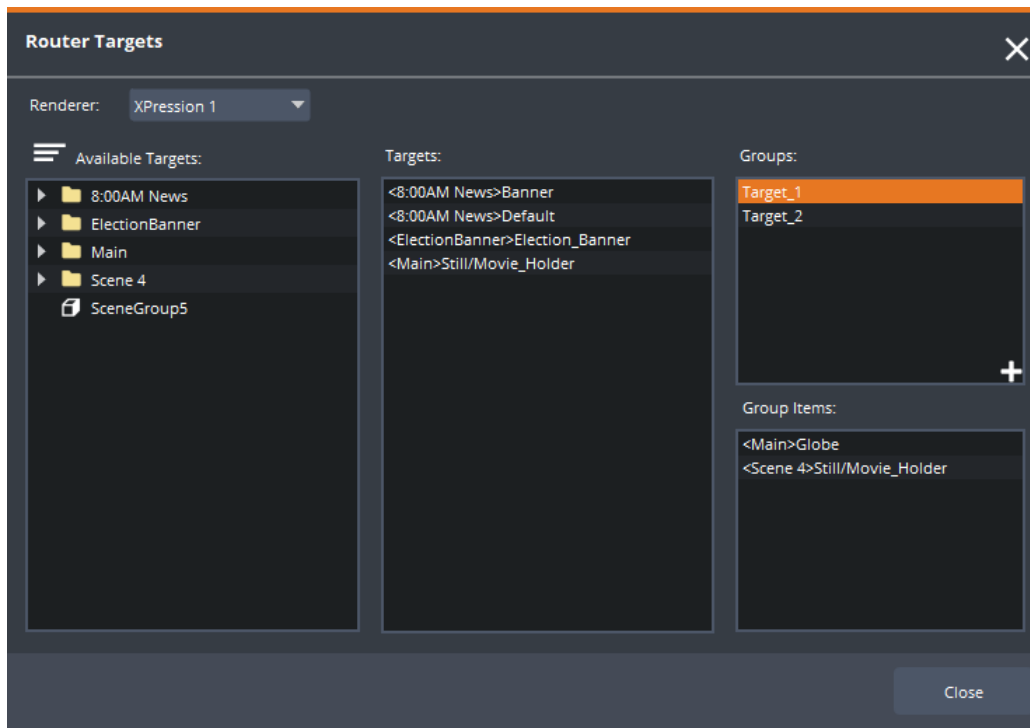 Router Targets
Renderer: XPression 1
Available Targets:
8:00AM News
ElectionBanner
Main
Scene 4
SceneGroup5
Targets:
<8:00AM News>Banner
<8:00AM News>Default
<ElectionBanner>Election_Banner
<Main>Still/Movie_Holder
Groups:
Target_1
Target_2
Group Items:
<Main>Globe
<Scene 4>Still/Movie_Holder
Close